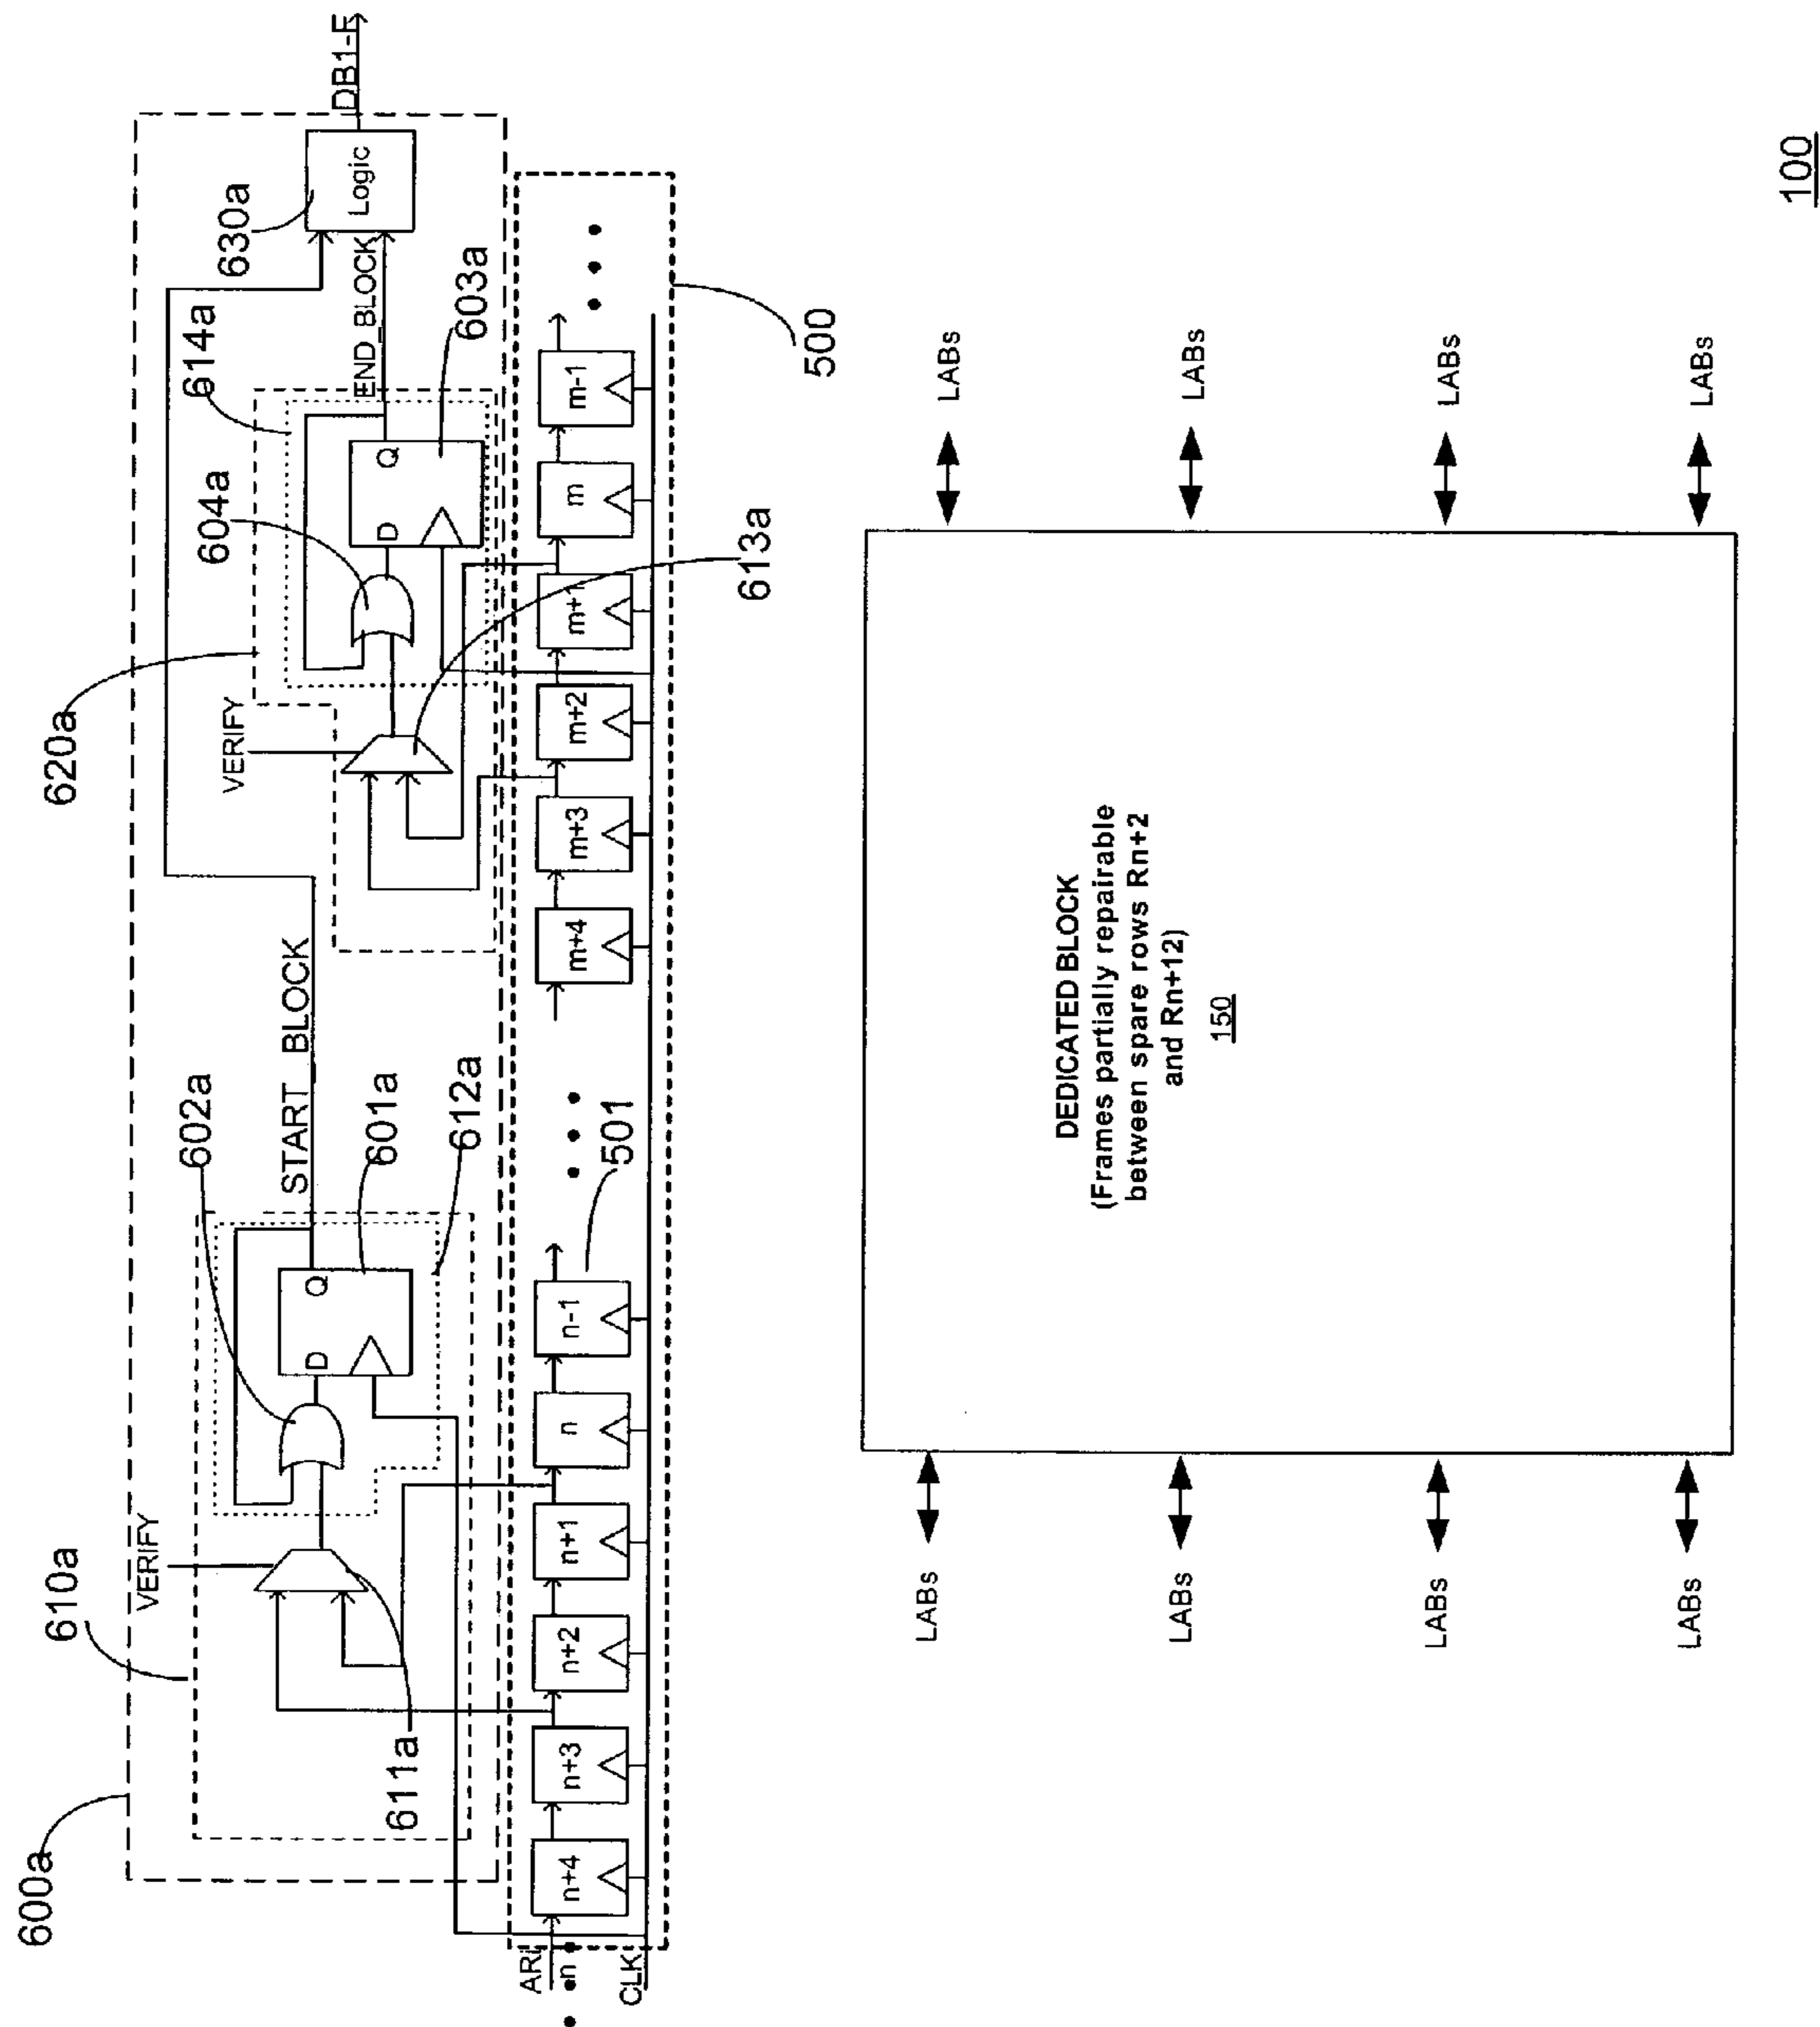 600a
610a
VERIFY
602a
START_BLOCK
601a
612a
611a
D
Q
620a
VERIFY
604a
614a
END_BLOCK
603a
613a
D
Q
630a
Logic
DB1-E
ARL
n
CLK
n+4
n+3
n+2
n+1
n
n-1
501
m+4
m+3
m+2
m+1
m
m-1
500
LABs
LABs
LABs
LABs
DEDICATED BLOCK
(Frames partially repairable
between spare rows Rn+2
and Rn+12)
150
LABs
LABs
LABs
LABs
100